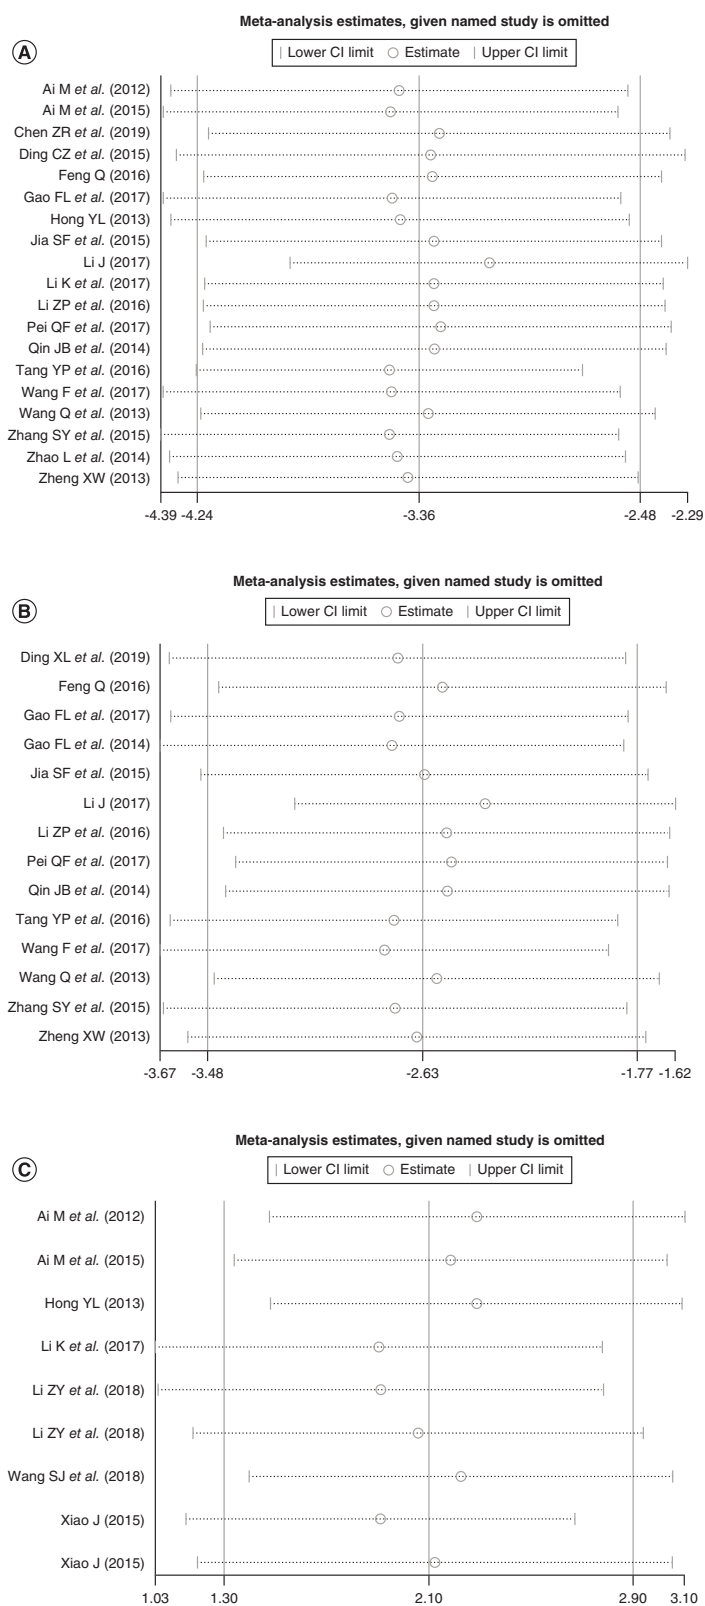 Meta-analysis estimates, given named study is omitted
A
Lower CI limit Estimate Upper CI limit
Ai M et al. (2012)
Ai M et al. (2015)
Chen ZR et al. (2019)
Ding CZ et al. (2015)
Feng Q (2016)
Gao FL et al. (2017)
Hong YL (2013)
Jia SF et al. (2015)
Li J (2017)
Li K et al. (2017)
Li ZP et al. (2016)
Pei QF et al. (2017)
Qin JB et al. (2014)
Tang YP et al. (2016)
Wang F et al. (2017)
Wang Q et al. (2013)
Zhang SY et al. (2015)
Zhao L et al. (2014)
Zheng XW (2013)
-4.39 -4.24 -3.36 -2.48 -2.29
Meta-analysis estimates, given named study is omitted
B
Lower CI limit Estimate Upper CI limit
Ding XL et al. (2019)
Feng Q (2016)
Gao FL et al. (2017)
Gao FL et al. (2014)
Jia SF et al. (2015)
Li J (2017)
Li ZP et al. (2016)
Pei QF et al. (2017)
Qin JB et al. (2014)
Tang YP et al. (2016)
Wang F et al. (2017)
Wang Q et al. (2013)
Zhang SY et al. (2015)
Zheng XW (2013)
-3.67 -3.48 -2.63 -1.77 -1.62
Meta-analysis estimates, given named study is omitted
C
Lower CI limit Estimate Upper CI limit
Ai M et al. (2012)
Ai M et al. (2015)
Hong YL (2013)
Li K et al. (2017)
Li ZY et al. (2018)
Li ZY et al. (2018)
Wang SJ et al. (2018)
Xiao J (2015)
Xiao J (2015)
1.03 1.30 2.10 2.90 3.10